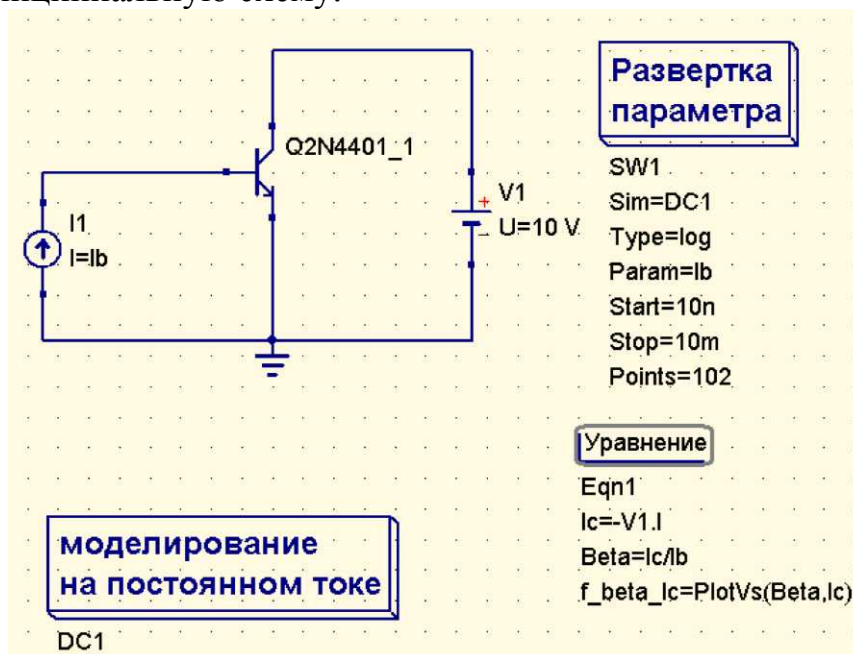 Q2N4401_1
I1
I=Ib
V1
+
-
U=10 V
Развертка
параметра
SW1
Sim=DC1
Type=log
Param=Ib
Start=10n
Stop=10m
Points=102
Уравнение
Eqn1
Ic=-V1.I
Beta=Ic/Ib
f_beta_Ic=PlotVs(Beta,Ic)
моделирование
на постоянном токе
DC1